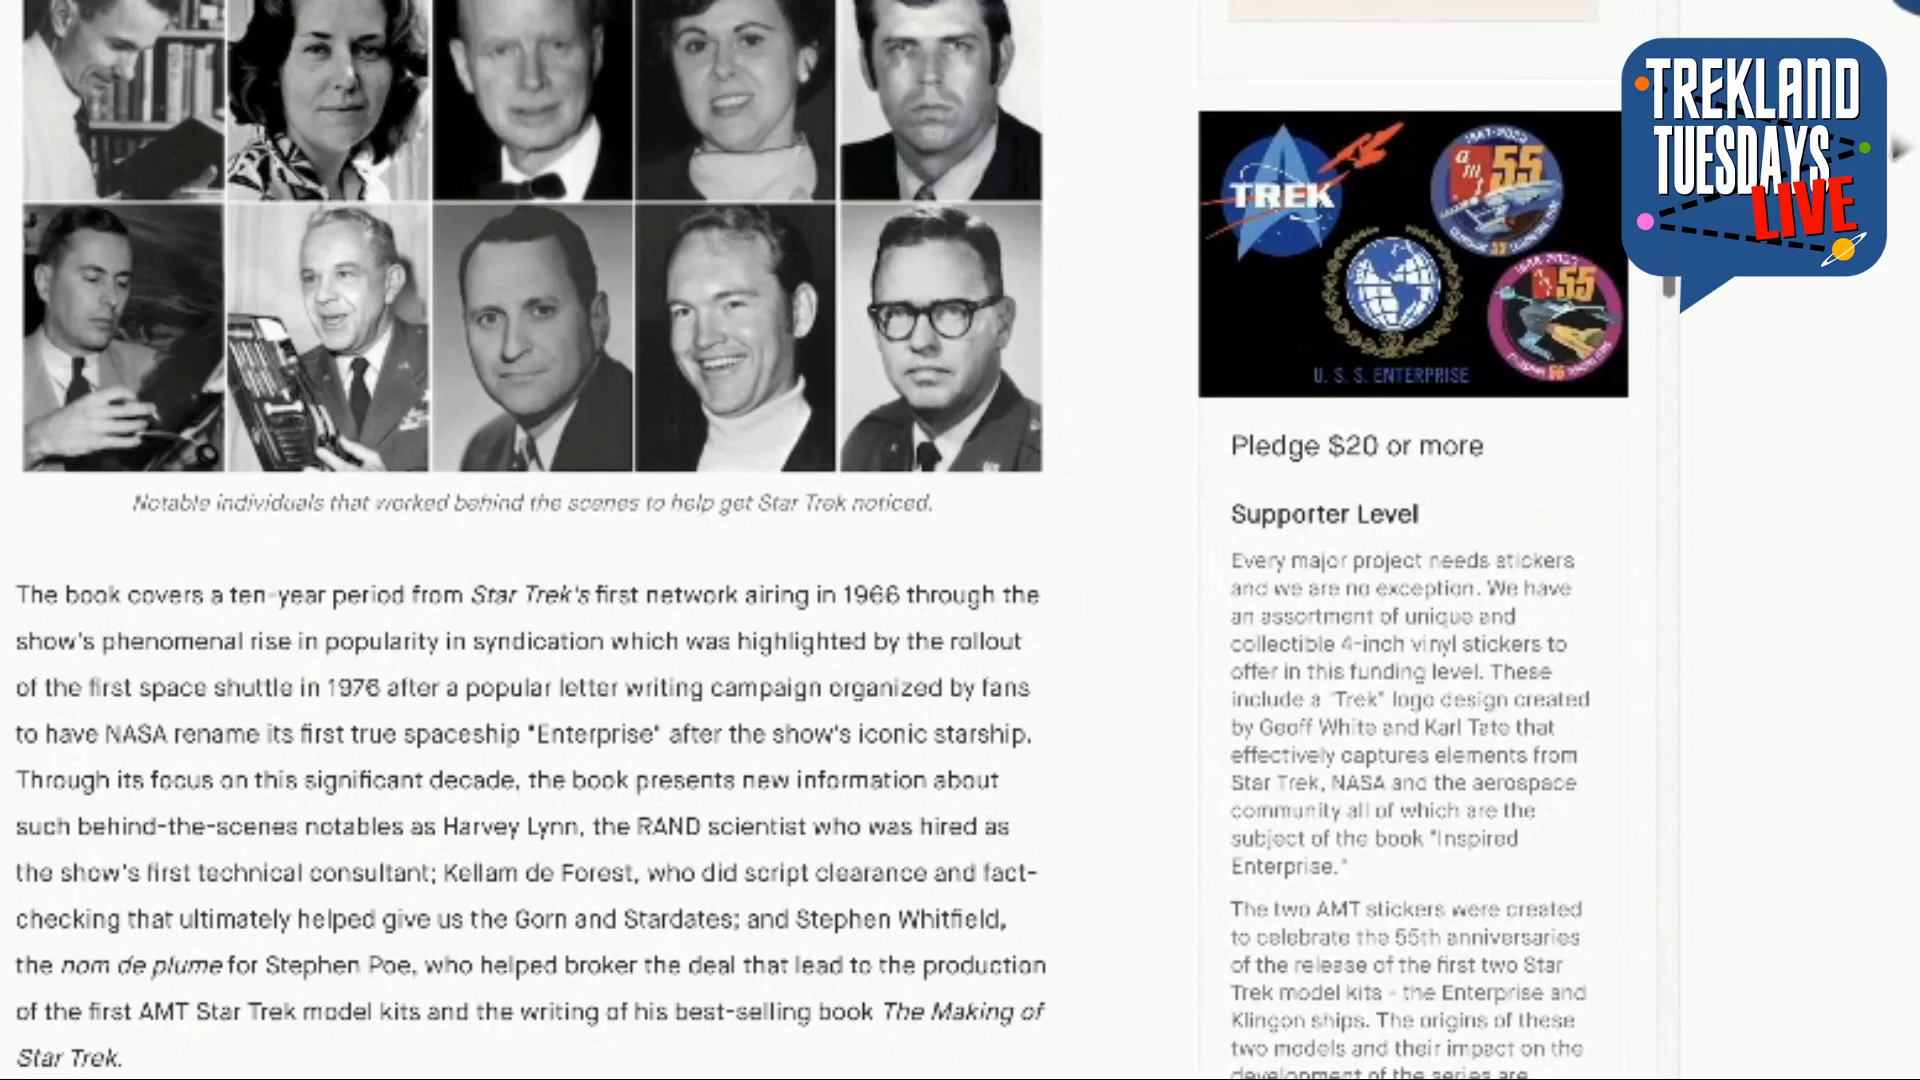 TREKLAND
TUESDAYS
LIVE
TREK
55
55
U. S. S. ENTERPRISE
Notable individuals that worked behind the scenes to help get Star Trek noticed.
The book covers a ten-year period from Star Trek's first network airing in 1966 through the
show's phenomenal rise in popularity in syndication which was highlighted by the rollout
of the first space shuttle in 1976 after a popular letter writing campaign organized by fans
to have NASA rename its first true spaceship "Enterprise" after the show's iconic starship.
Through its focus on this significant decade, the book presents new information about
such behind-the-scenes notables as Harvey Lynn, the RAND scientist who was hired as
the show's first technical consultant; Kellam de Forest, who did script clearance and fact-
checking that ultimately helped give us the Gorn and Stardates; and Stephen Whitfield,
the nom de plume for Stephen Poe, who helped broker the deal that lead to the production
of the first AMT Star Trek model kits and the writing of his best-selling book The Making of
Star Trek.
Pledge $20 or more
Supporter Level
Every major project needs stickers
and we are no exception. We have
an assortment of unique and
collectible 4-inch vinyl stickers to
offer in this funding level. These
include a "Trek" logo design created
by Geoff White and Karl Tate that
effectively captures elements from
Star Trek, NASA and the aerospace
community all of which are the
subject of the book "Inspired
Enterprise."
The two AMT stickers were created
to celebrate the 55th anniversaries
of the release of the first two Star
Trek model kits - the Enterprise and
Klingon ships. The origins of these
two models and their impact on the
development of the series are